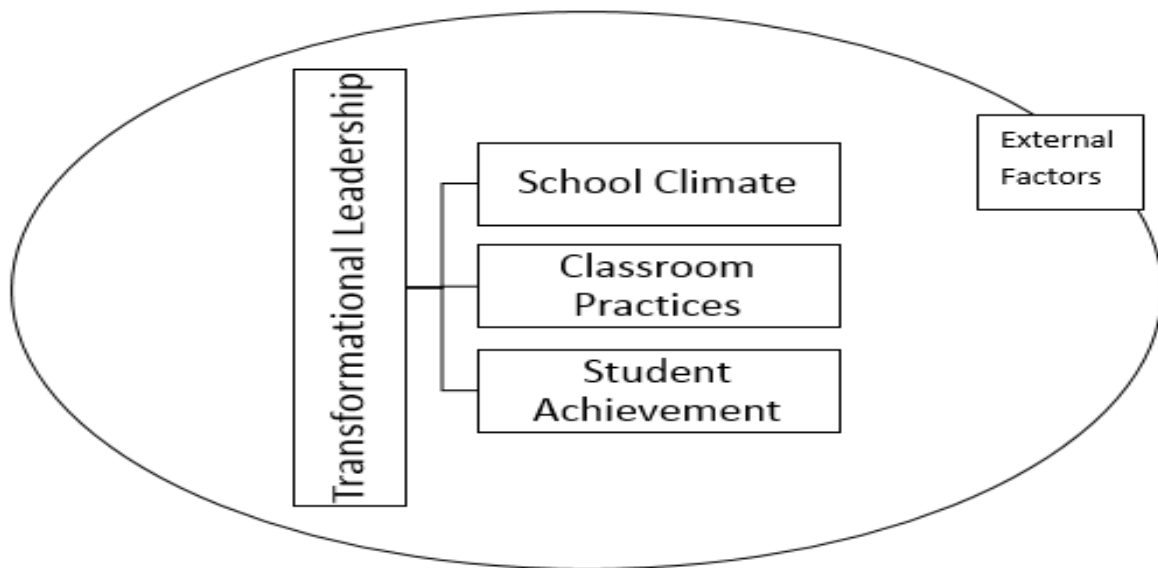 Transformational Leadership
School Climate
Classroom
Practices
Student
Achievement
External
Factors